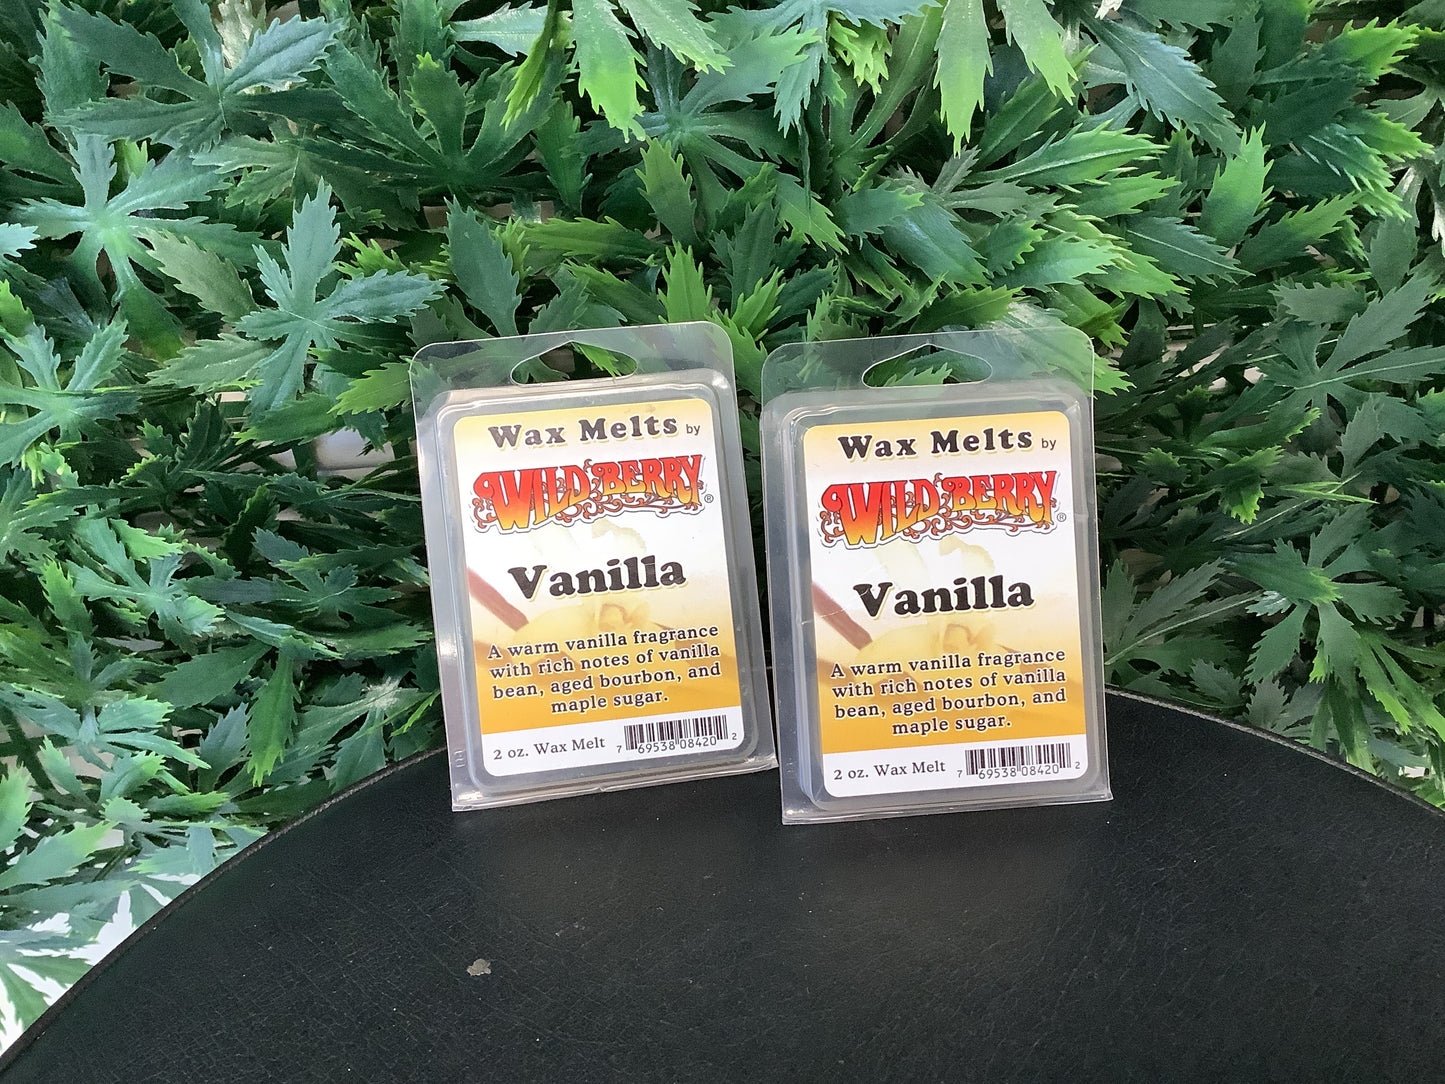 Wax Melts by
WILD BERRY®
Vanilla
A warm vanilla fragrance
with rich notes of vanilla
bean, aged bourbon, and
maple sugar.
2 oz. Wax Melt
7 69538 08420 2
Wax Melts by
WILD BERRY®
Vanilla
A warm vanilla fragrance
with rich notes of vanilla
bean, aged bourbon, and
maple sugar.
2 oz. Wax Melt
7 69538 08420 2